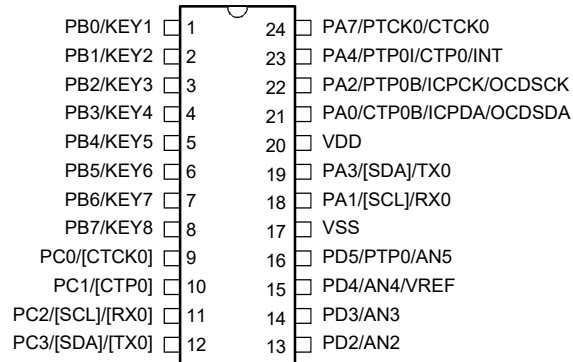 PB0/KEY1 1 24 PA7/PTCK0/CTCK0
PB1/KEY2 2 23 PA4/PTP0I/CTP0/INT
PB2/KEY3 3 22 PA2/PTP0B/ICPCK/OCDSCK
PB3/KEY4 4 21 PA0/CTP0B/ICPDA/OCDSDA
PB4/KEY5 5 20 VDD
PB5/KEY6 6 19 PA3/[SDA]/TX0
PB6/KEY7 7 18 PA1/[SCL]/RX0
PB7/KEY8 8 17 VSS
PC0/[CTCK0] 9 16 PD5/PTP0/AN5
PC1/[CTP0] 10 15 PD4/AN4/VREF
PC2/[SCL]/[RX0] 11 14 PD3/AN3
PC3/[SDA]/[TX0] 12 13 PD2/AN2